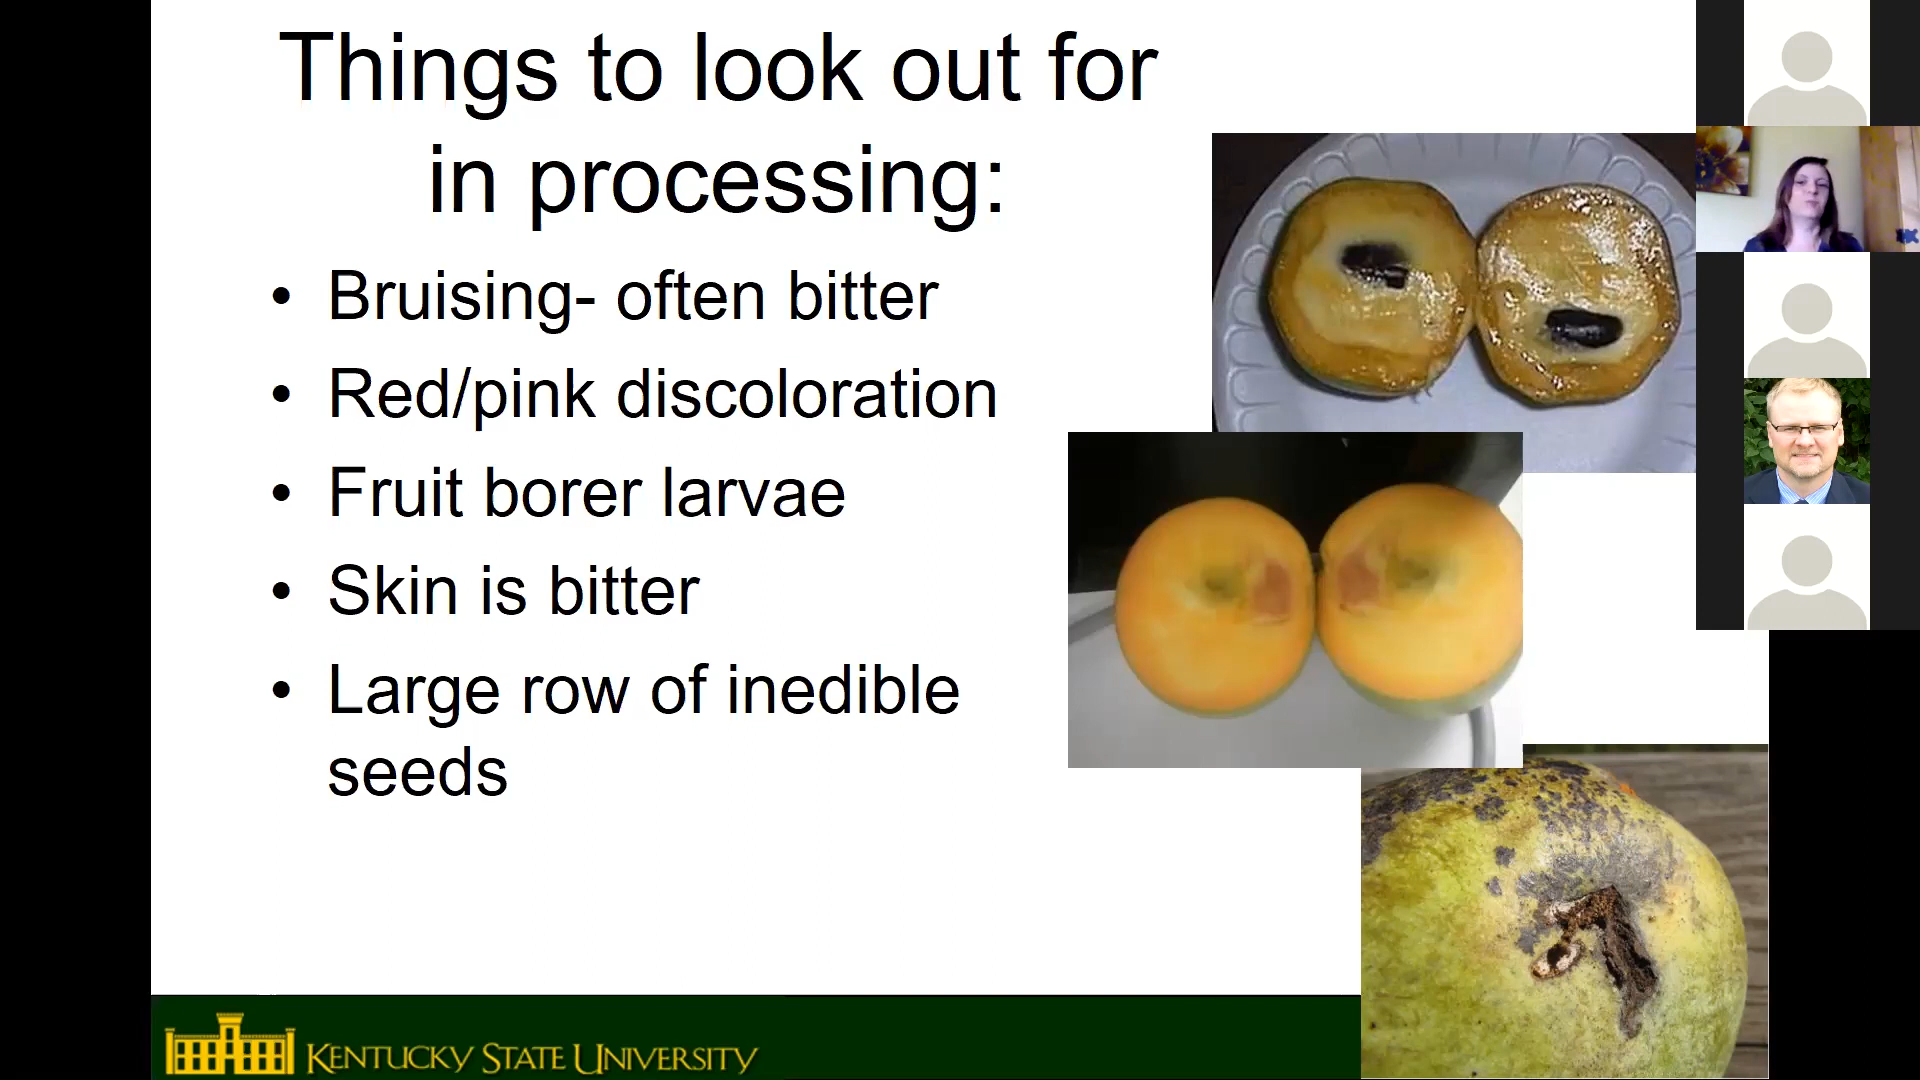 Things to look out for
in processing:
• Bruising- often bitter
• Red/pink discoloration
• Fruit borer larvae
• Skin is bitter
• Large row of inedible
seeds
KENTUCKY STATE UNIVERSITY